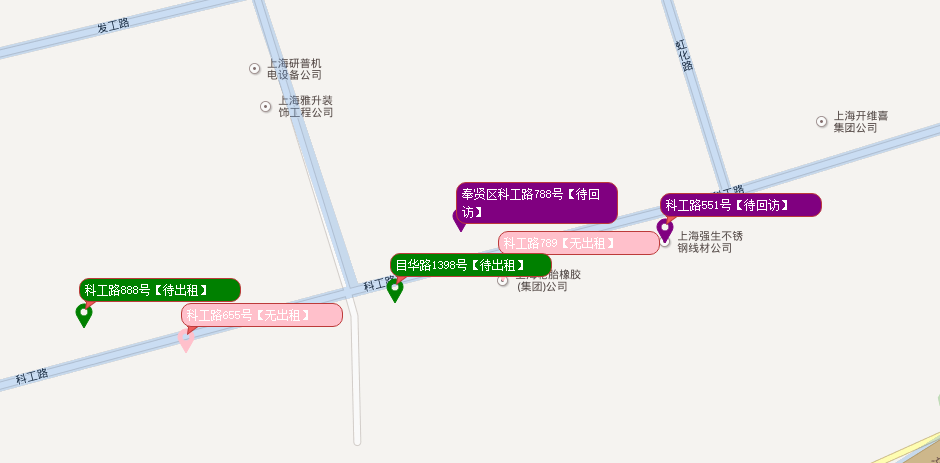 发工路
上海研普机
电设备公司
上海雅升装
饰工程公司
虹化路
上海开维喜
集团公司
奉贤区科工路788号【待回
访】
科工路
科工路551号【待回访】
科工路789【无出租】
上海强生不锈
钢线材公司
目华路1398号【待出租】
科工路
胎橡胶
(集团)公司
科工路888号【待出租】
科工路655号【无出租】
科工路